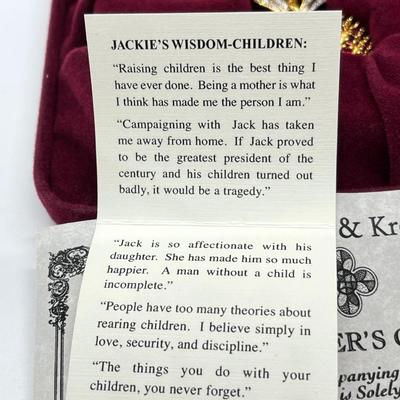 JACKIE'S WISDOM-CHILDREN:
“Raising children is the best thing I
have ever done. Being a mother is what
I think has made me the person I am.”
“Campaigning with Jack has taken
me away from home. If Jack proved
to be the greatest president of the
century and his children turned out
badly, it would be a tragedy.”
“Jack is so affectionate with his
daughter. She has made him so much
happier. A man without a child is
incomplete.”
“People have too many theories about
rearing children. I believe simply in
love, security, and discipline.”
“The things you do with your
children, you never forget.”
& Kr
ER'S
panying
is Solely